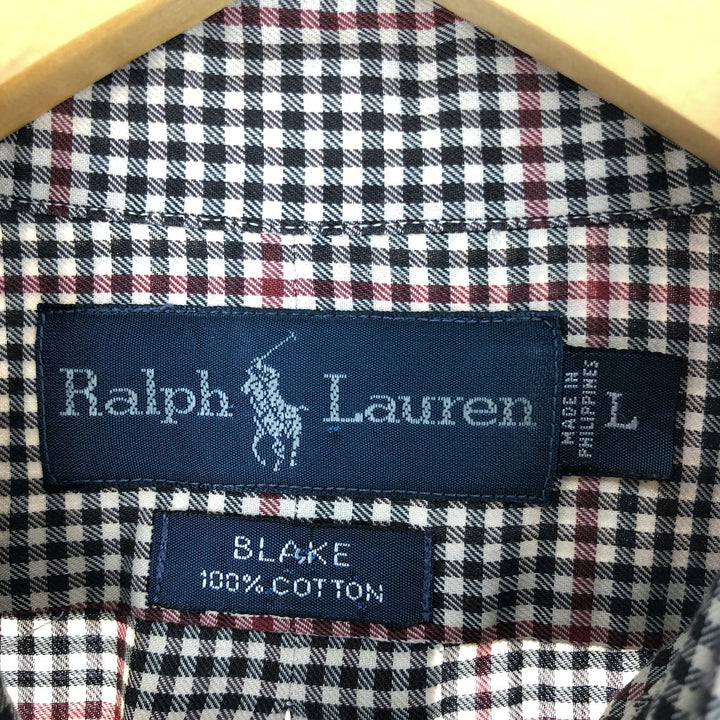 Ralph Lauren
MADE IN
PHILIPPINES
L
BLAKE
100% COTTON